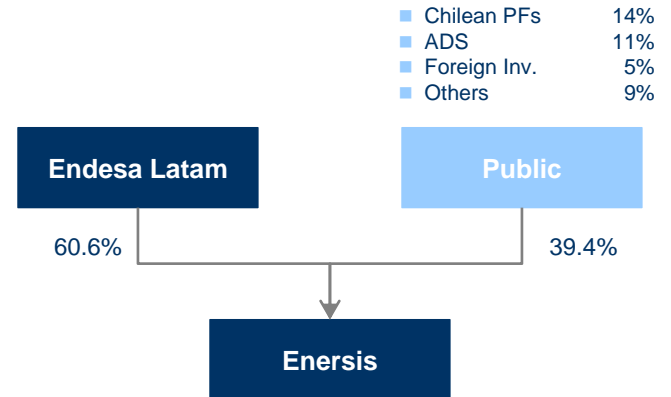 Chilean PFs 14%
ADS 11%
Foreign Inv. 5%
Others 9%
Endesa Latam
Public
60.6%
39.4%
Enersis